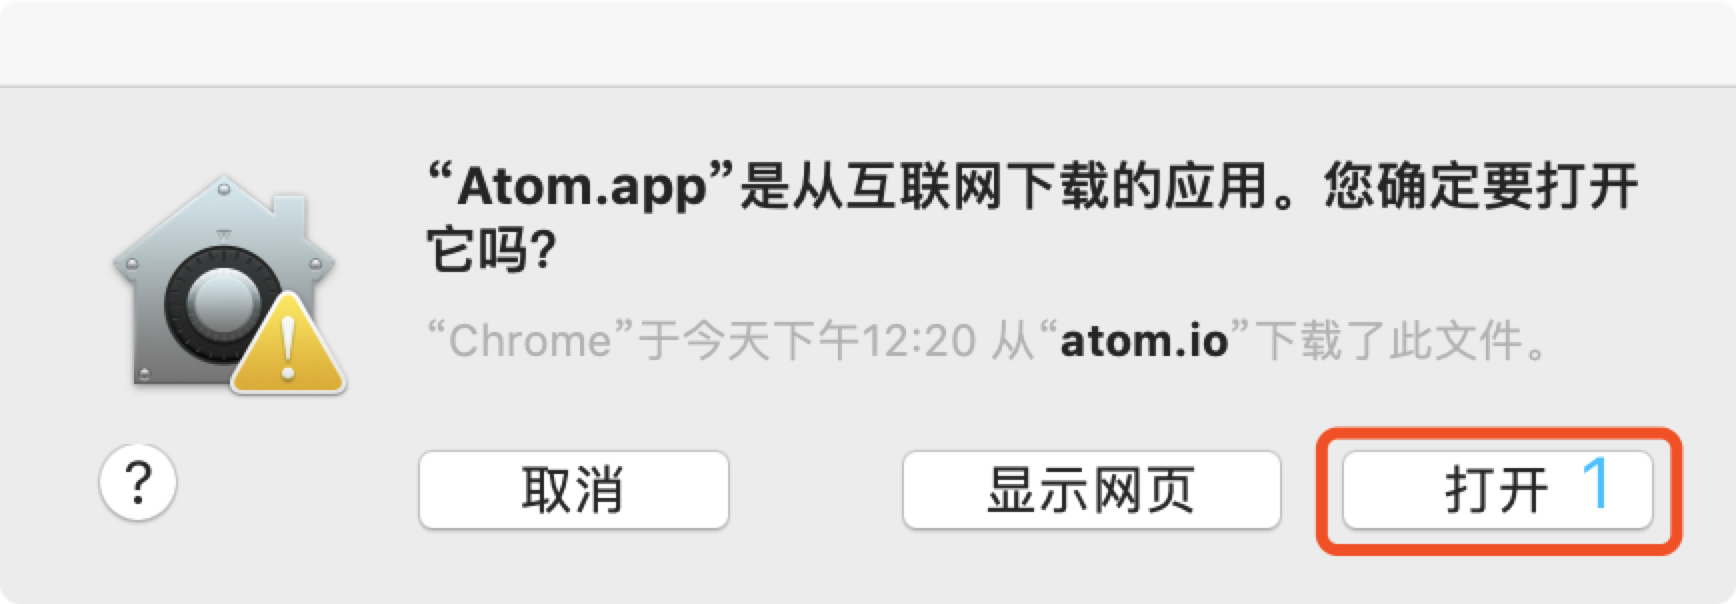 “Atom.app”是从互联网下载的应用。您确定要打开
它吗?
“Chrome”于今天下午12:20 从“atom.io”下载了此文件。
?
取消
显示网页
打开 1